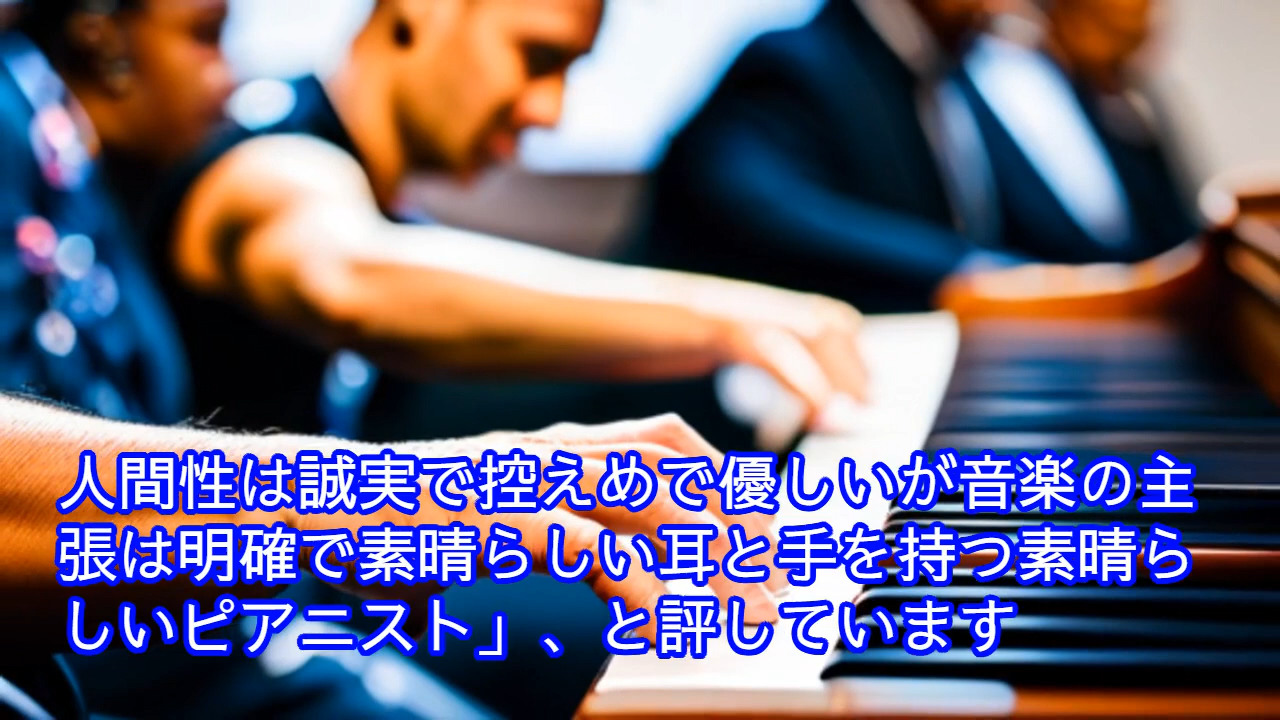 人間性は誠実で控えめで優しいが音楽の主
張は明確で素晴らしい耳と手を持つ素晴ら
しいピアニスト」、と評しています